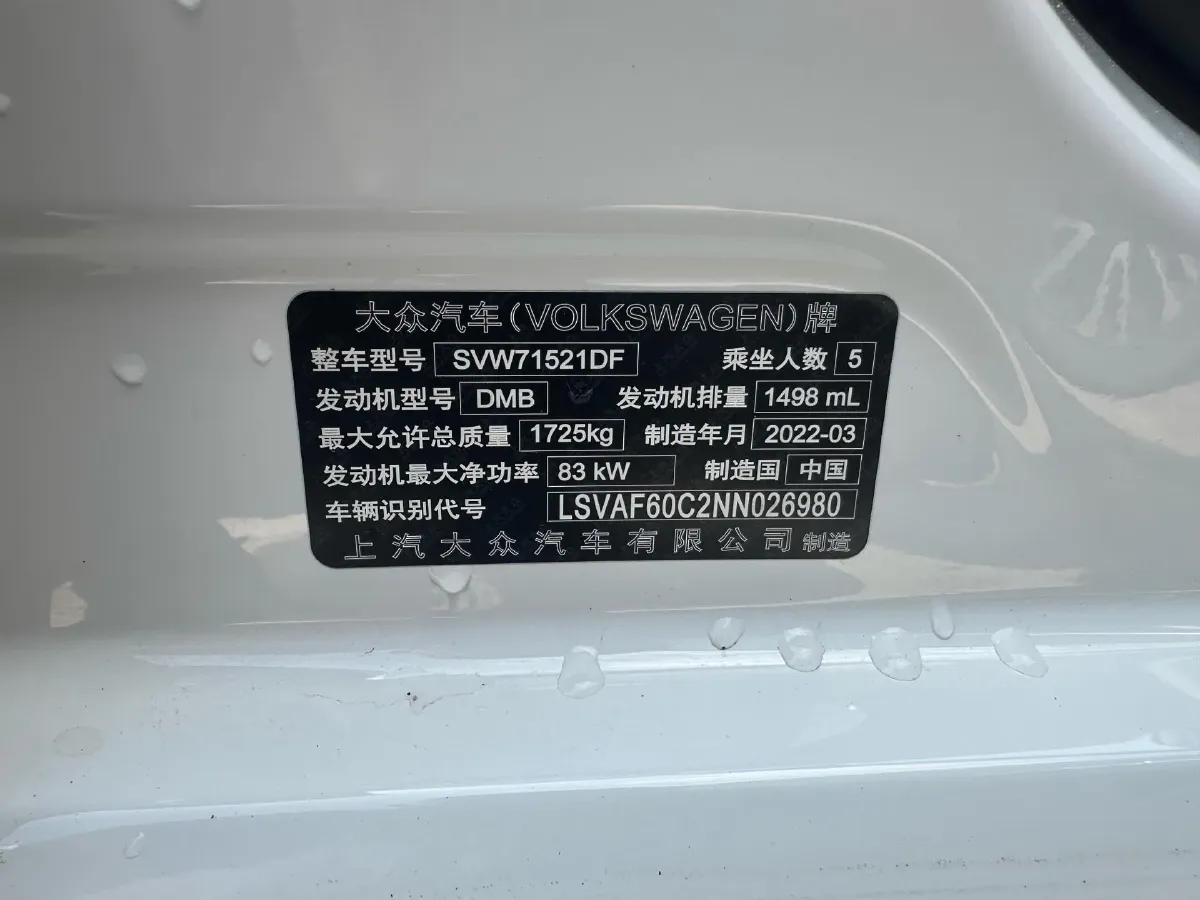 大众汽车(VOLKSWAGEN)牌
整车型号 SVW71521DF 乘坐人数 5
发动机型号 DMB 发动机排量 1498 mL
最大允许总质量 1725kg 制造年月 2022-03
发动机最大净功率 83 kW 制造国 中国
车辆识别代号 LSVAF60C2NN026980
上汽大众汽车有限公司 制造